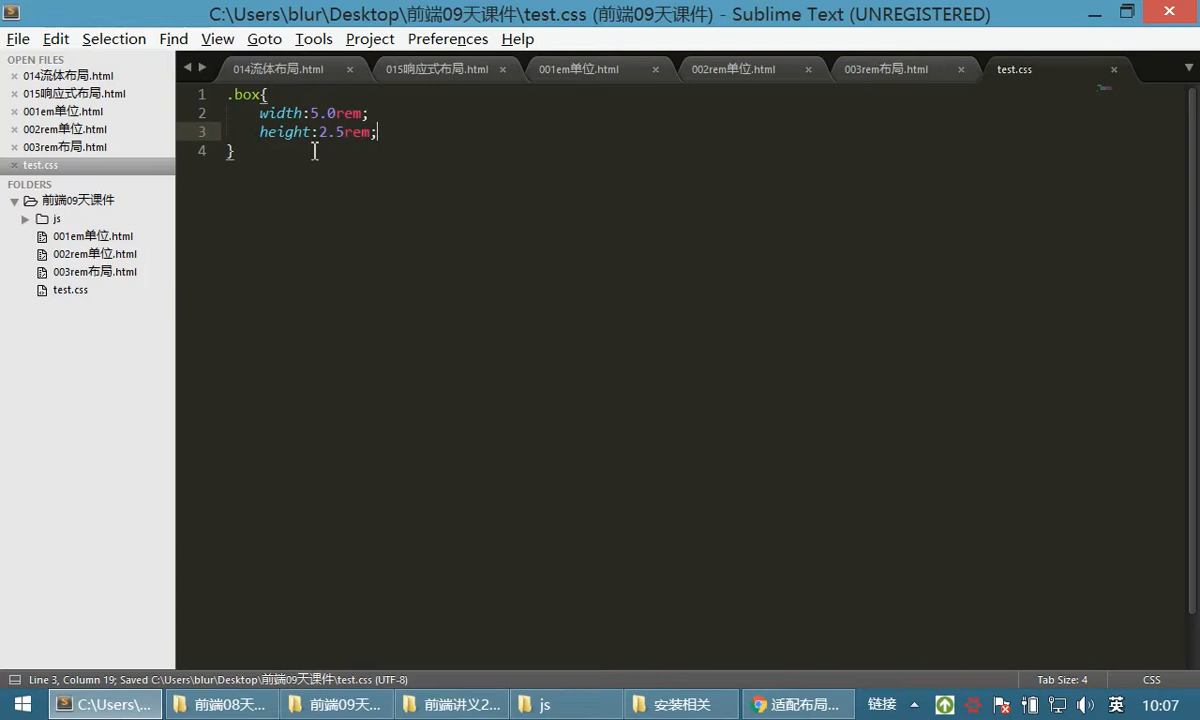 C:\Users\blur\Desktop\前端09天课件\test.css (前端09天课件) - Sublime Text (UNREGISTERED)
File Edit Selection Find View Goto Tools Project Preferences Help
OPEN FILES
014流体布局.html
015响应式布局.html
001em单位.html
002rem单位.html
003rem布局.html
test.css
FOLDERS
前端09天课件
js
001em单位.html
002rem单位.html
003rem布局.html
test.css
014流体布局.html 015响应式布局.html 001em单位.html 002rem单位.html 003rem布局.html test.css
1 .box{
2 width:5.0rem;
3 height:2.5rem;
4 }
Line 3, Column 19; Saved C:\Users\blur\Desktop\前端09天课件\test.css (UTF-8) Tab Size: 4 CSS
C:\Users\... 前端08天... 前端09天... 前端讲义2... js 安装相关 适配布局... 链接 英 10:07